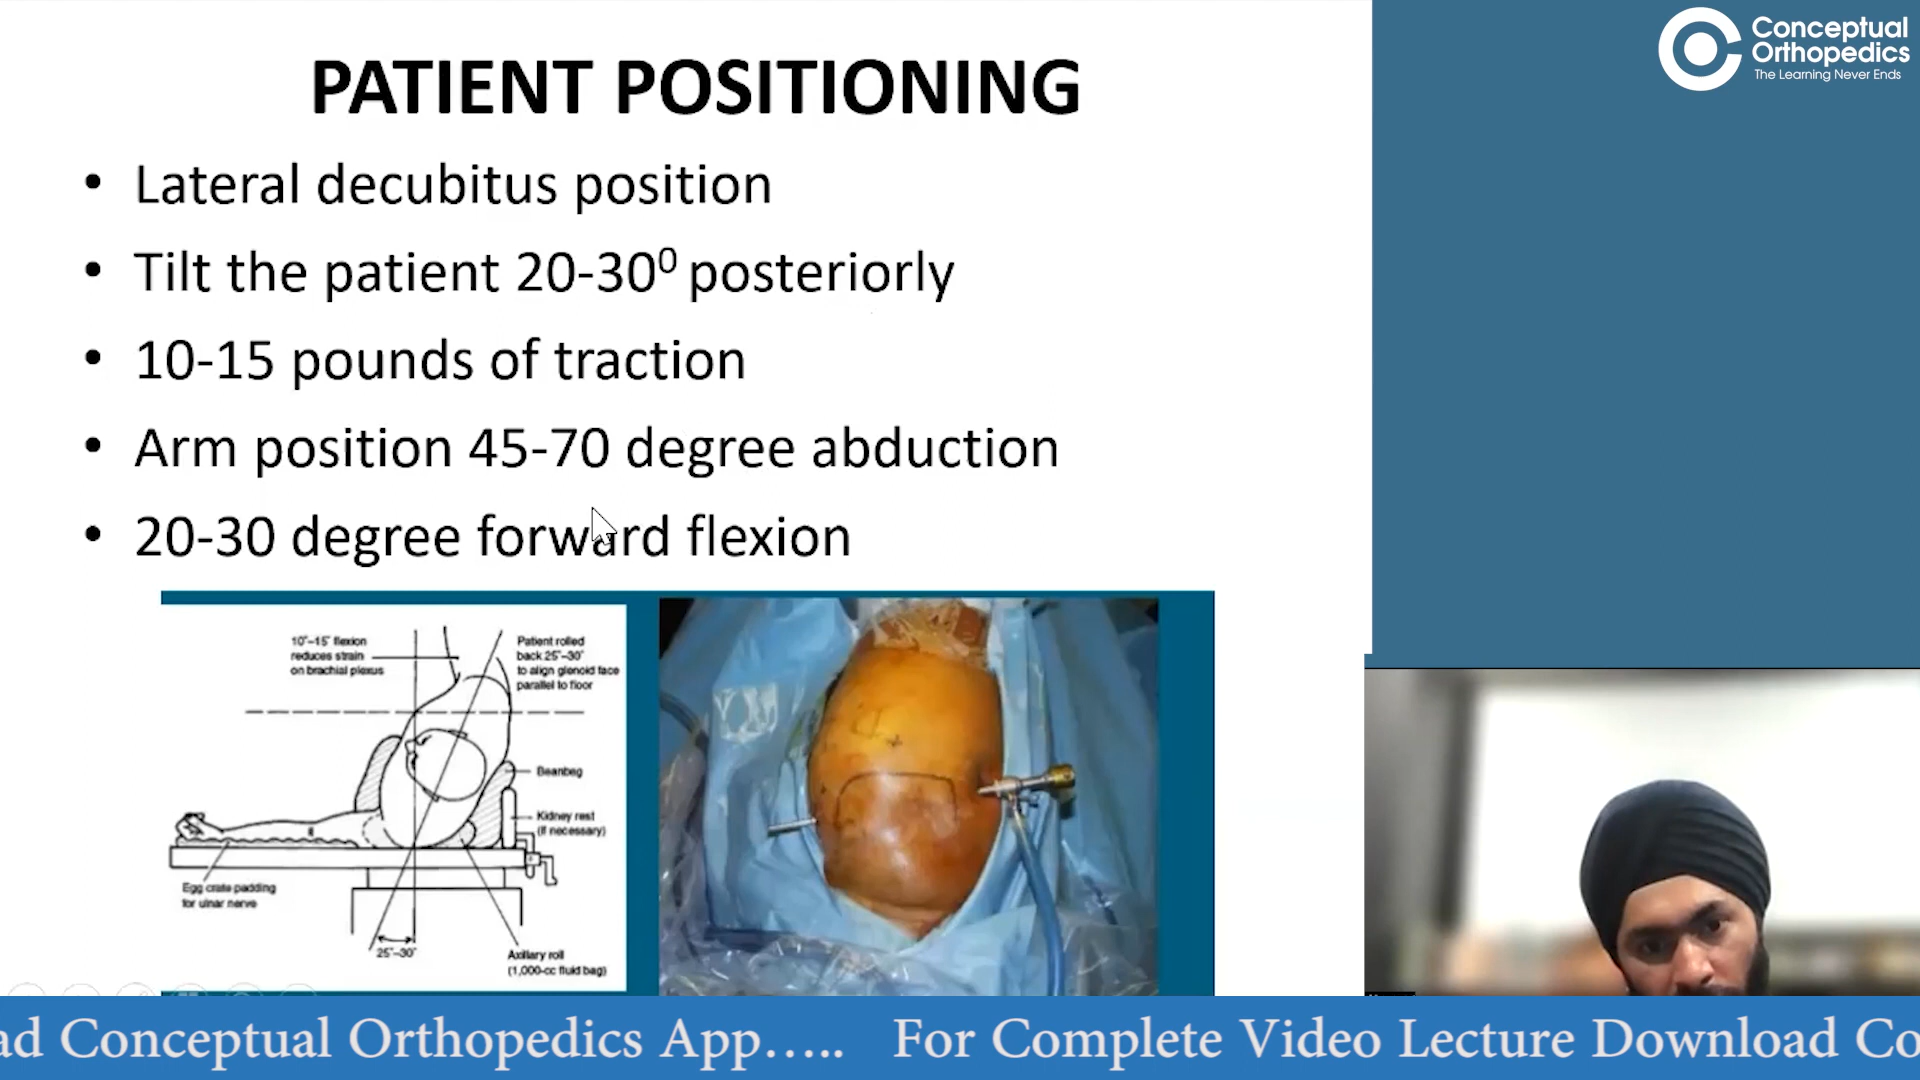 Conceptual
Orthopedics
The Learning Never Ends
PATIENT POSITIONING
• Lateral decubitus position
• Tilt the patient 20-30⁰ posteriorly
• 10-15 pounds of traction
• Arm position 45-70 degree abduction
• 20-30 degree forward flexion
10°–15° flexion
reduces strain
on brachial plexus
Patient rolled
back 25°–30°
to align glenoid face
parallel to floor
Beanbag
Kidney rest
(if necessary)
Egg crate padding
for ulnar nerve
25°–30°
Axillary roll
(1,000-cc fluid bag)
ad Conceptual Orthopedics App..... For Complete Video Lecture Download Co